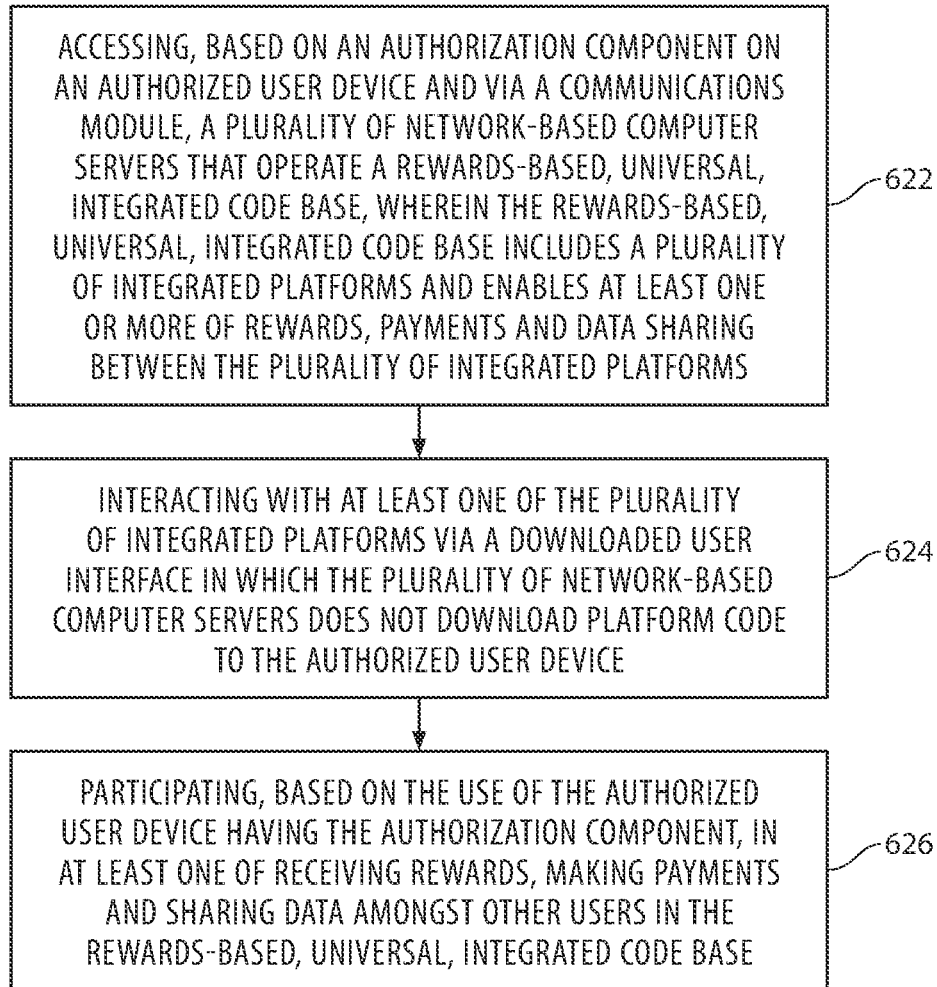 ACCESSING, BASED ON AN AUTHORIZATION COMPONENT ON
AN AUTHORIZED USER DEVICE AND VIA A COMMUNICATIONS
MODULE, A PLURALITY OF NETWORK-BASED COMPUTER
SERVERS THAT OPERATE A REWARDS-BASED, UNIVERSAL,
INTEGRATED CODE BASE, WHEREIN THE REWARDS-BASED,
UNIVERSAL, INTEGRATED CODE BASE INCLUDES A PLURALITY
OF INTEGRATED PLATFORMS AND ENABLES AT LEAST ONE
OR MORE OF REWARDS, PAYMENTS AND DATA SHARING
BETWEEN THE PLURALITY OF INTEGRATED PLATFORMS
622
INTERACTING WITH AT LEAST ONE OF THE PLURALITY
OF INTEGRATED PLATFORMS VIA A DOWNLOADED USER
INTERFACE IN WHICH THE PLURALITY OF NETWORK-BASED
COMPUTER SERVERS DOES NOT DOWNLOAD PLATFORM CODE
TO THE AUTHORIZED USER DEVICE
624
PARTICIPATING, BASED ON THE USE OF THE AUTHORIZED
USER DEVICE HAVING THE AUTHORIZATION COMPONENT, IN
AT LEAST ONE OF RECEIVING REWARDS, MAKING PAYMENTS
AND SHARING DATA AMONGST OTHER USERS IN THE
REWARDS-BASED, UNIVERSAL, INTEGRATED CODE BASE
626